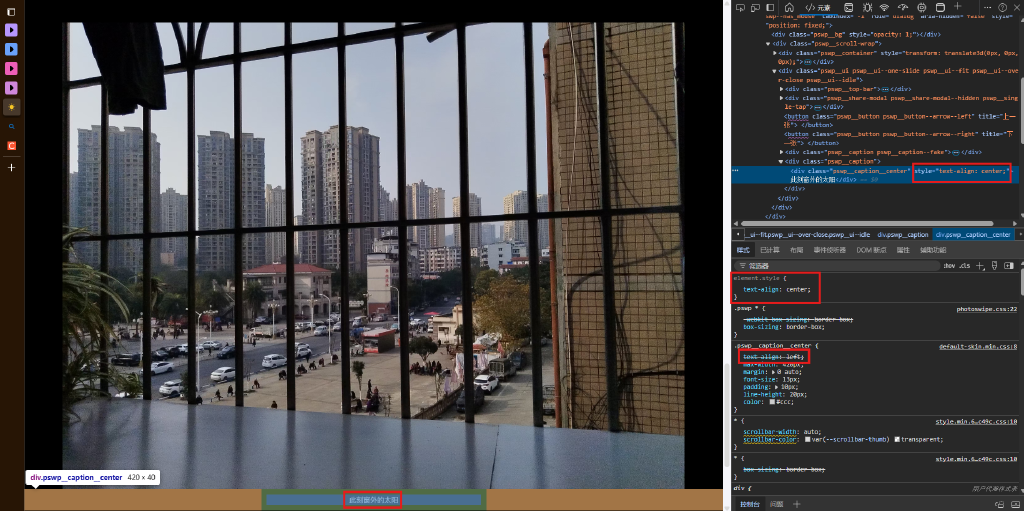 元素
pswp--has_mouse" tabindex="-1" role="dialog" aria-hidden="false" style=
"position: fixed;">
<div class="pswp__bg" style="opacity: 1;"></div>
▼<div class="pswp__scroll-wrap">
▶<div class="pswp__container" style="transform: translate3d(0px, 0px,
0px);">⋯</div>
▼<div class="pswp__ui pswp__ui--one-slide pswp__ui--fit pswp__ui--ove
r-close pswp__ui--idle">
▶<div class="pswp__top-bar">⋯</div>
▶<div class="pswp__share-modal pswp__share-modal--hidden pswp__sing
le-tap">⋯</div>
<button class="pswp__button pswp__button--arrow--left" title="上一
张"> </button>
<button class="pswp__button pswp__button--arrow--right" title="下
一张"> </button>
▶<div class="pswp__caption pswp__caption--fake">⋯</div>
▼<div class="pswp__caption">
<div class="pswp__caption__center" style="text-align: center;">
此刻窗外的太阳</div> == $0
</div>
</div>
</div>
</div>
…__ui--fit.pswp__ui--over-close.pswp__ui--idle div.pswp__caption div.pswp__caption__center
样式 已计算 布局 事件侦听器 DOM 断点 属性 辅助功能
筛选器 :hov .cls
element.style {
text-align: center;
}
.pswp * { photoswipe.css:22
-webkit-box-sizing: border-box;
box-sizing: border-box;
}
.pswp__caption__center { default-skin.min.css:8
text-align: left;
max-width: 420px;
margin: ▶ 0 auto;
font-size: 13px;
padding: ▶ 10px;
line-height: 20px;
color: #ccc;
}
* { style.min.6…c49c.css:10
scrollbar-width: auto;
scrollbar-color: var(--scrollbar-thumb) transparent;
}
* { style.min.6…c49c.css:10
box-sizing: border-box;
}
div { 用户代理样式表
div.pswp__caption__center 420 × 40
此刻窗外的太阳
控制台 问题